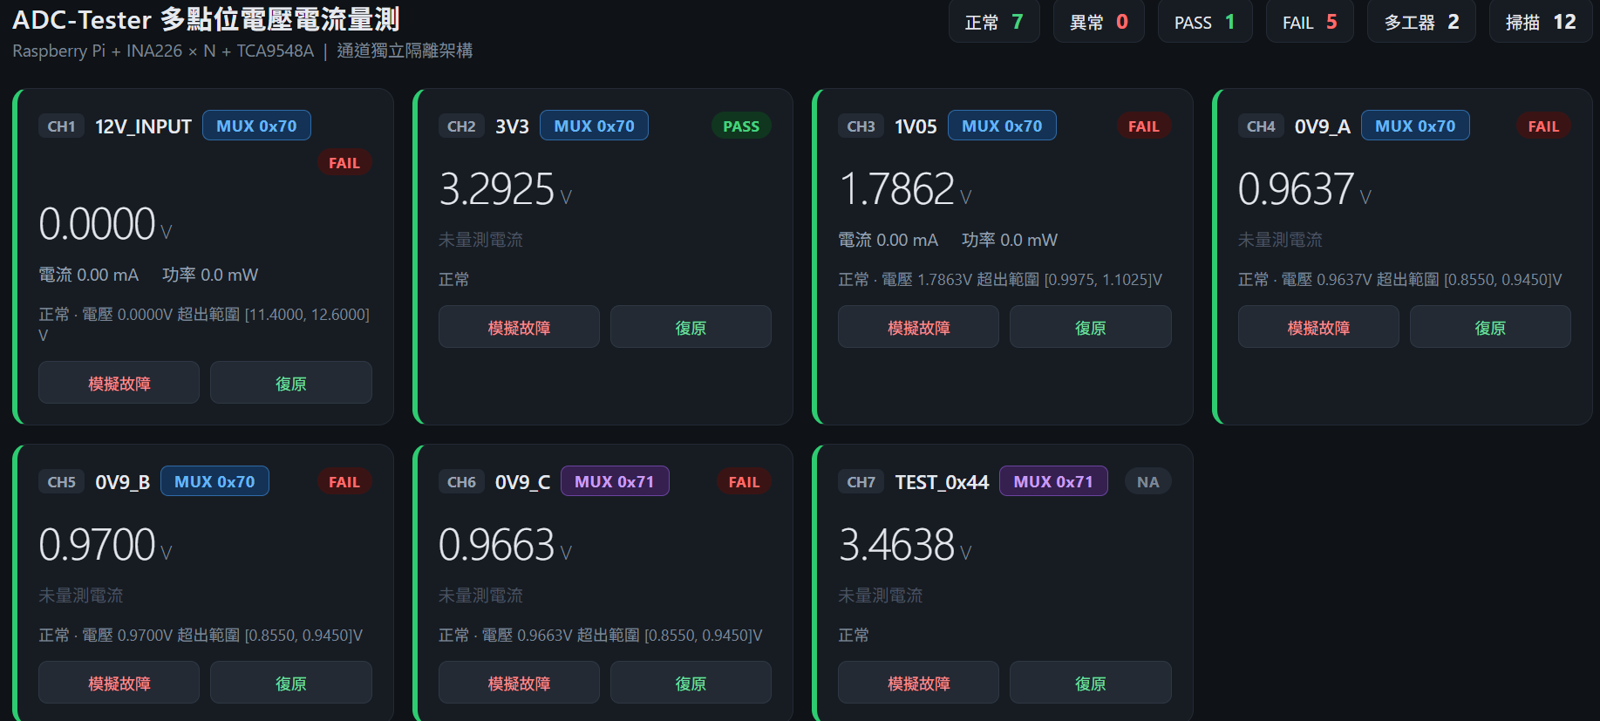 ADC-Tester 多點位電壓電流量測
Raspberry Pi + INA226 × N + TCA9548A | 通道獨立隔離架構
正常 7 異常 0 PASS 1 FAIL 5 多工器 2 掃描 12
CH1 12V_INPUT MUX 0x70
FAIL
0.0000 V
電流 0.00 mA 功率 0.0 mW
正常 · 電壓 0.0000V 超出範圍 [11.4000, 12.6000]
V
模擬故障 復原
CH2 3V3 MUX 0x70 PASS
3.2925 V
未量測電流
正常
模擬故障 復原
CH3 1V05 MUX 0x70 FAIL
1.7862 V
電流 0.00 mA 功率 0.0 mW
正常 · 電壓 1.7863V 超出範圍 [0.9975, 1.1025]V
模擬故障 復原
CH4 0V9_A MUX 0x70 FAIL
0.9637 V
未量測電流
正常 · 電壓 0.9637V 超出範圍 [0.8550, 0.9450]V
模擬故障 復原
CH5 0V9_B MUX 0x70 FAIL
0.9700 V
未量測電流
正常 · 電壓 0.9700V 超出範圍 [0.8550, 0.9450]V
模擬故障 復原
CH6 0V9_C MUX 0x71 FAIL
0.9663 V
未量測電流
正常 · 電壓 0.9663V 超出範圍 [0.8550, 0.9450]V
模擬故障 復原
CH7 TEST_0x44 MUX 0x71 NA
3.4638 V
未量測電流
正常
模擬故障 復原